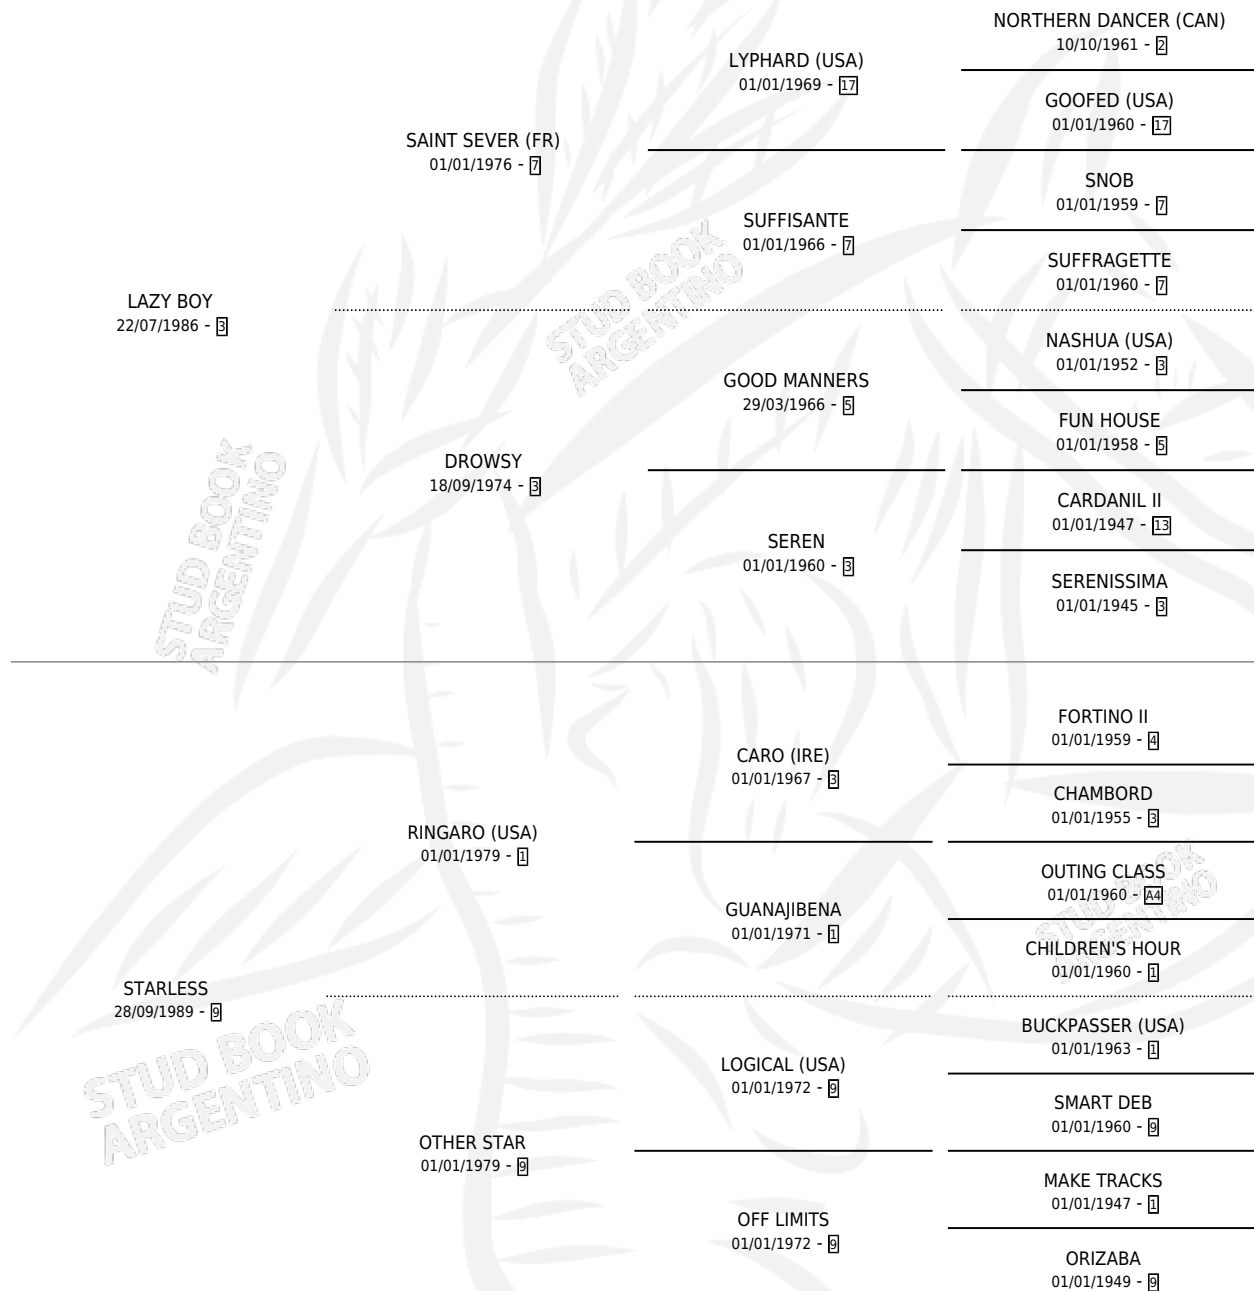 NORTHERN DANCER (CAN)
10/10/1961 - 2
LYPHARD (USA)
01/01/1969 - 17
GOOFED (USA)
01/01/1960 - 17
SAINT SEVER (FR)
01/01/1976 - 7
SNOB
01/01/1959 - 7
SUFFISANTE
01/01/1966 - 7
SUFFRAGETTE
01/01/1960 - 7
LAZY BOY
22/07/1986 - 3
NASHUA (USA)
01/01/1952 - 3
GOOD MANNERS
29/03/1966 - 5
FUN HOUSE
01/01/1958 - 5
DROWSY
18/09/1974 - 3
CARDANIL II
01/01/1947 - 13
SEREN
01/01/1960 - 3
SERENISSIMA
01/01/1945 - 3
STUD BOOK
ARGENTINO
STUD BOOK
ARGENTINO
FORTINO II
01/01/1959 - 4
CARO (IRE)
01/01/1967 - 3
CHAMBORD
01/01/1955 - 3
RINGARO (USA)
01/01/1979 - 1
OUTING CLASS
01/01/1960 - A4
GUANAJIBENA
01/01/1971 - 1
CHILDREN'S HOUR
01/01/1960 - 1
STARLESS
28/09/1989 - 9
BUCKPASSER (USA)
01/01/1963 - 1
LOGICAL (USA)
01/01/1972 - 9
SMART DEB
01/01/1960 - 9
OTHER STAR
01/01/1979 - 9
MAKE TRACKS
01/01/1947 - 1
OFF LIMITS
01/01/1972 - 9
ORIZABA
01/01/1949 - 9
STUD BOOK
ARGENTINO
STUD BOOK
ARGENTINO